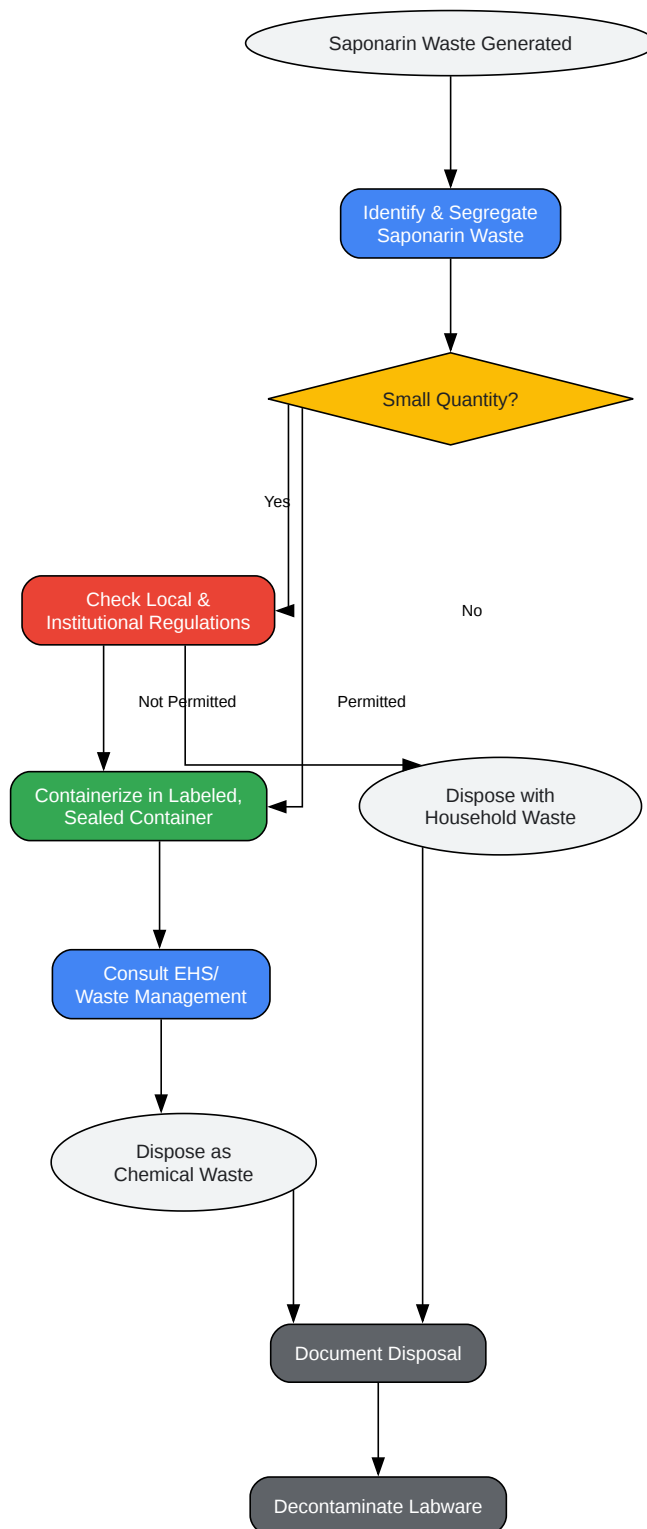 Saponarin Waste Generated
Identify & Segregate
Saponarin Waste
Small Quantity?
Yes
Check Local &
Institutional Regulations
No
Not Permitted
Permitted
Containerize in Labeled,
Sealed Container
Dispose with
Household Waste
Consult EHS/
Waste Management
Dispose as
Chemical Waste
Document Disposal
Decontaminate Labware